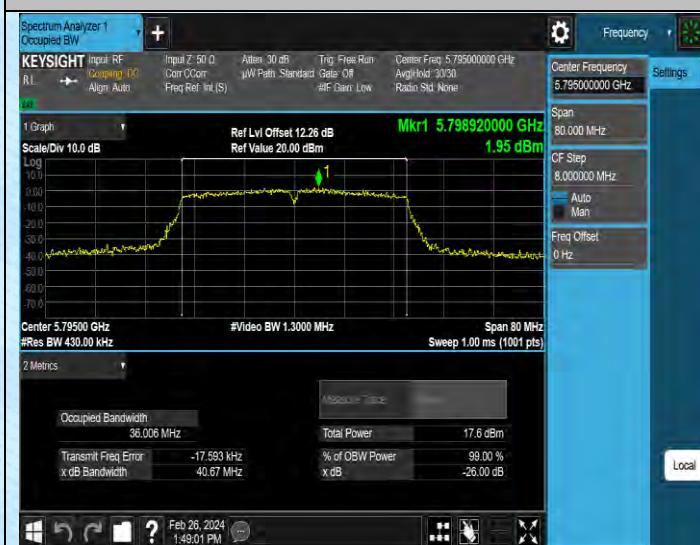 Spectrum Analyzer 1
Occupied BW
Frequency
KEYSIGHT
Input: RF
Coupling: DC
Align: Auto
Input Z: 50 Ω
Corr CCorr
Freq Ref: Int (S)
Atten: 30 dB
µW Path: Standard
Trig: Free Run
Gate: Off
#IF Gain: Low
Center Freq: 5.795000000 GHz
Avg|Hold: 30/30
Radio Std: None
Center Frequency
5.795000000 GHz
Settings
Span
80.000 MHz
CF Step
8.000000 MHz
Auto
Man
Freq Offset
0 Hz
1 Graph
Scale/Div 10.0 dB
Ref Lvl Offset 12.26 dB
Ref Value 20.00 dBm
Mkr1 5.798920000 GHz
1.95 dBm
Log
10.0
0.00
-10.0
-20.0
-30.0
-40.0
-50.0
-60.0
-70.0
1
Center 5.79500 GHz
#Res BW 430.00 kHz
#Video BW 1.3000 MHz
Span 80 MHz
Sweep 1.00 ms (1001 pts)
2 Metrics
Measure Trace
Occupied Bandwidth
36.006 MHz
Total Power 17.6 dBm
Transmit Freq Error -17.593 kHz
% of OBW Power 99.00 %
x dB Bandwidth 40.67 MHz
x dB -26.00 dB
Local
Feb 26, 2024
1:49:01 PM